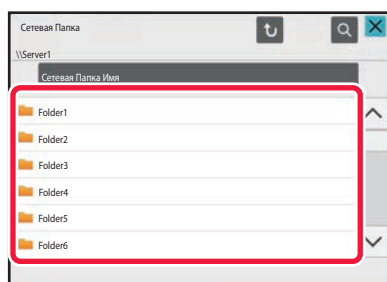 Сетевая Папка
\\Server1
Сетевая Папка Имя
Folder1
Folder2
Folder3
Folder4
Folder5
Folder6